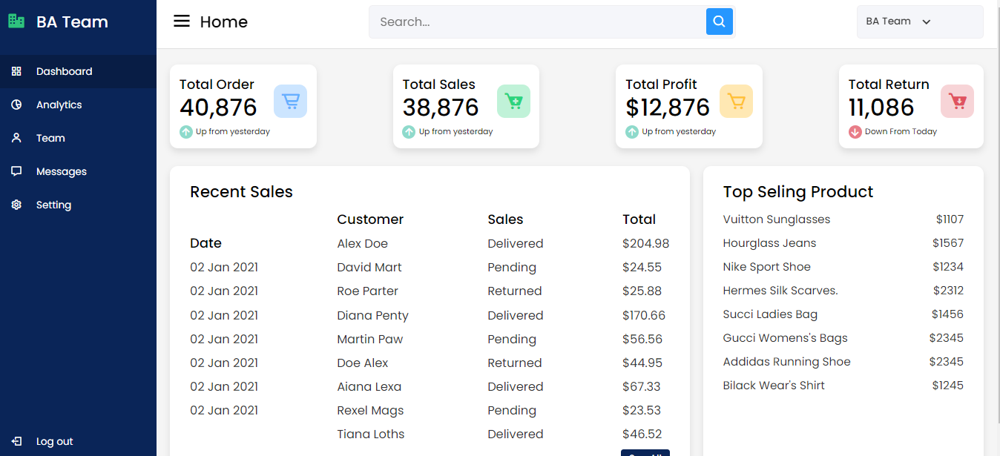 BA Team
Dashboard
Analytics
Team
Messages
Setting
Log out
Home
Search...
BA Team
Total Order
40,876
Up from yesterday
Total Sales
38,876
Up from yesterday
Total Profit
$12,876
Up from yesterday
Total Return
11,086
Down From Today
Recent Sales
Customer Sales Total
Date Alex Doe Delivered $204.98
02 Jan 2021 David Mart Pending $24.55
02 Jan 2021 Roe Parter Returned $25.88
02 Jan 2021 Diana Penty Delivered $170.66
02 Jan 2021 Martin Paw Pending $56.56
02 Jan 2021 Doe Alex Returned $44.95
02 Jan 2021 Aiana Lexa Delivered $67.33
02 Jan 2021 Rexel Mags Pending $23.53
Tiana Loths Delivered $46.52
Top Seling Product
Vuitton Sunglasses $1107
Hourglass Jeans $1567
Nike Sport Shoe $1234
Hermes Silk Scarves. $2312
Succi Ladies Bag $1456
Gucci Womens's Bags $2345
Addidas Running Shoe $2345
Bilack Wear's Shirt $1245